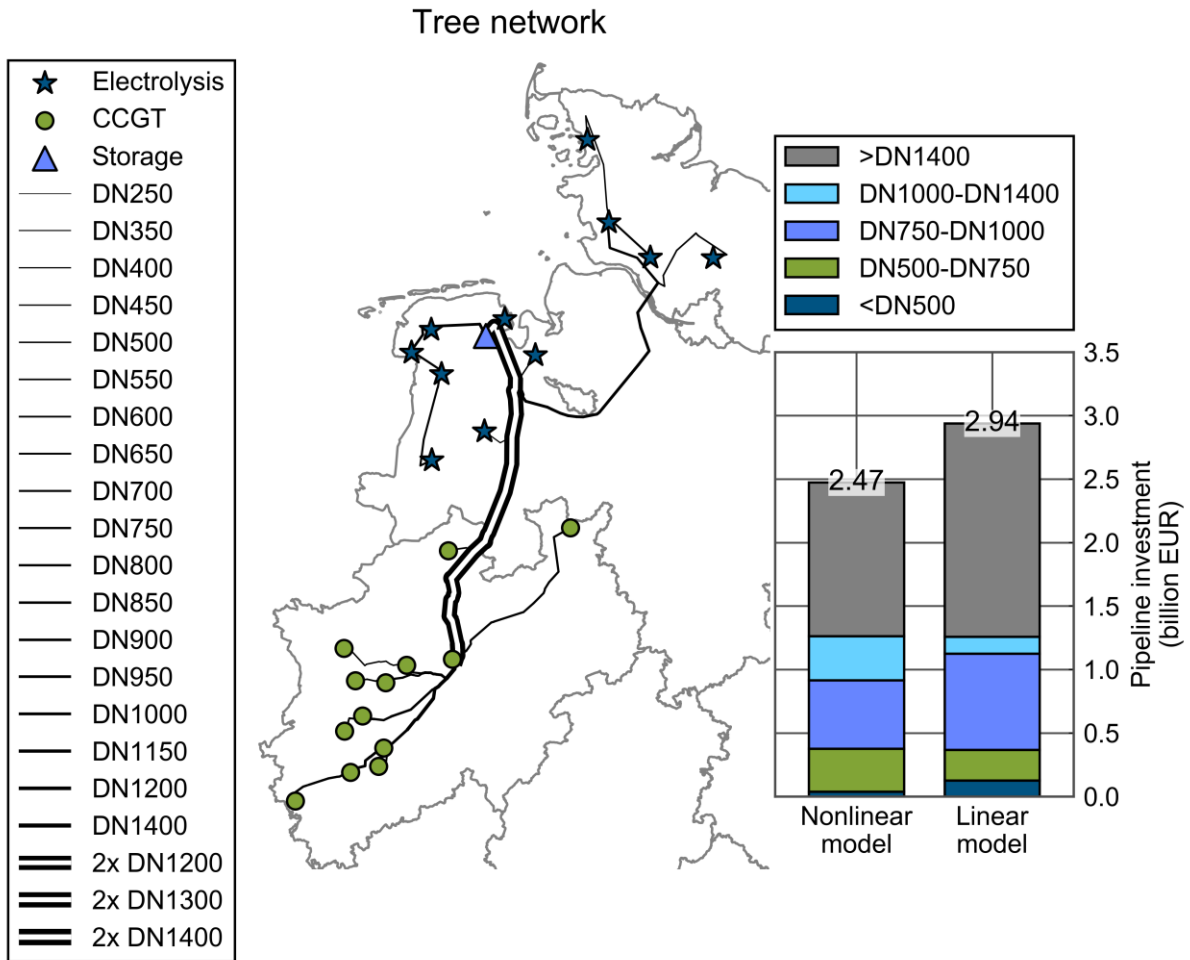 Tree network
Electrolysis
CCGT
Storage
DN250
DN350
DN400
DN450
DN500
DN550
DN600
DN650
DN700
DN750
DN800
DN850
DN900
DN950
DN1000
DN1150
DN1200
DN1400
2x DN1200
2x DN1300
2x DN1400
>DN1400
DN1000-DN1400
DN750-DN1000
DN500-DN750
<DN500
2.47
2.94
3.5
3.0
2.5
2.0
1.5
1.0
0.5
0.0
Pipeline investment
(billion EUR)
Nonlinear
model
Linear
model